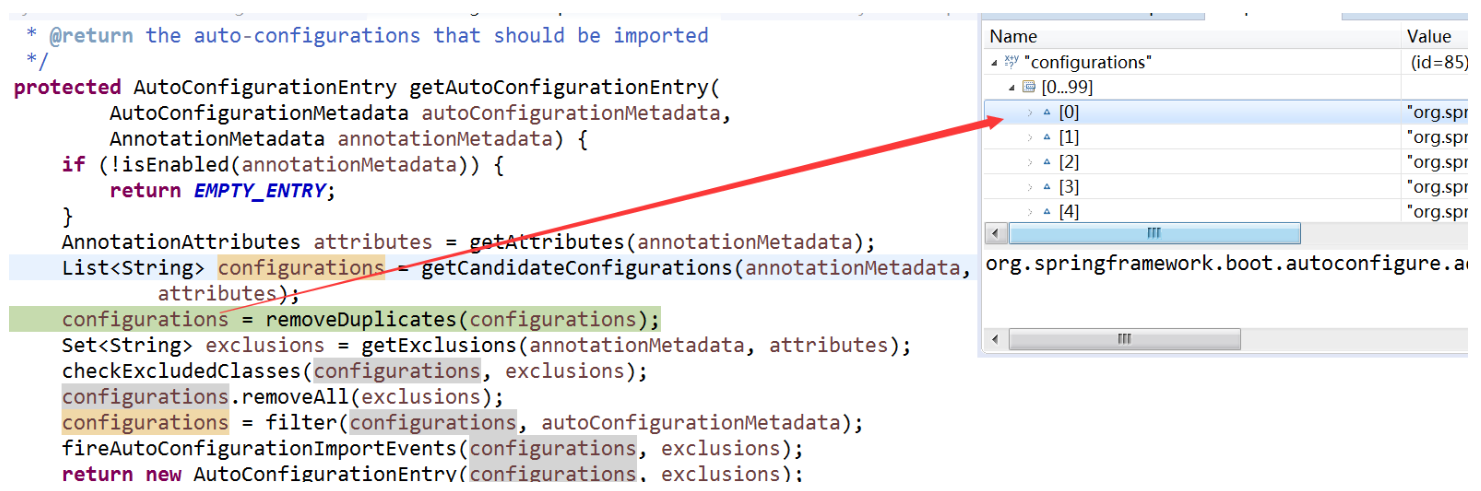 * @return the auto-configurations that should be imported
*/
protected AutoConfigurationEntry getAutoConfigurationEntry(
AutoConfigurationMetadata autoConfigurationMetadata,
AnnotationMetadata annotationMetadata) {
if (!isEnabled(annotationMetadata)) {
return EMPTY_ENTRY;
}
AnnotationAttributes attributes = getAttributes(annotationMetadata);
List<String> configurations = getCandidateConfigurations(annotationMetadata,
attributes);
configurations = removeDuplicates(configurations);
Set<String> exclusions = getExclusions(annotationMetadata, attributes);
checkExcludedClasses(configurations, exclusions);
configurations.removeAll(exclusions);
configurations = filter(configurations, autoConfigurationMetadata);
fireAutoConfigurationImportEvents(configurations, exclusions);
return new AutoConfigurationEntry(configurations, exclusions);
Name Value
"configurations" (id=85)
[0...99]
[0] "org.spr
[1] "org.spr
[2] "org.spr
[3] "org.spr
[4] "org.spr
org.springframework.boot.autoconfigure.a